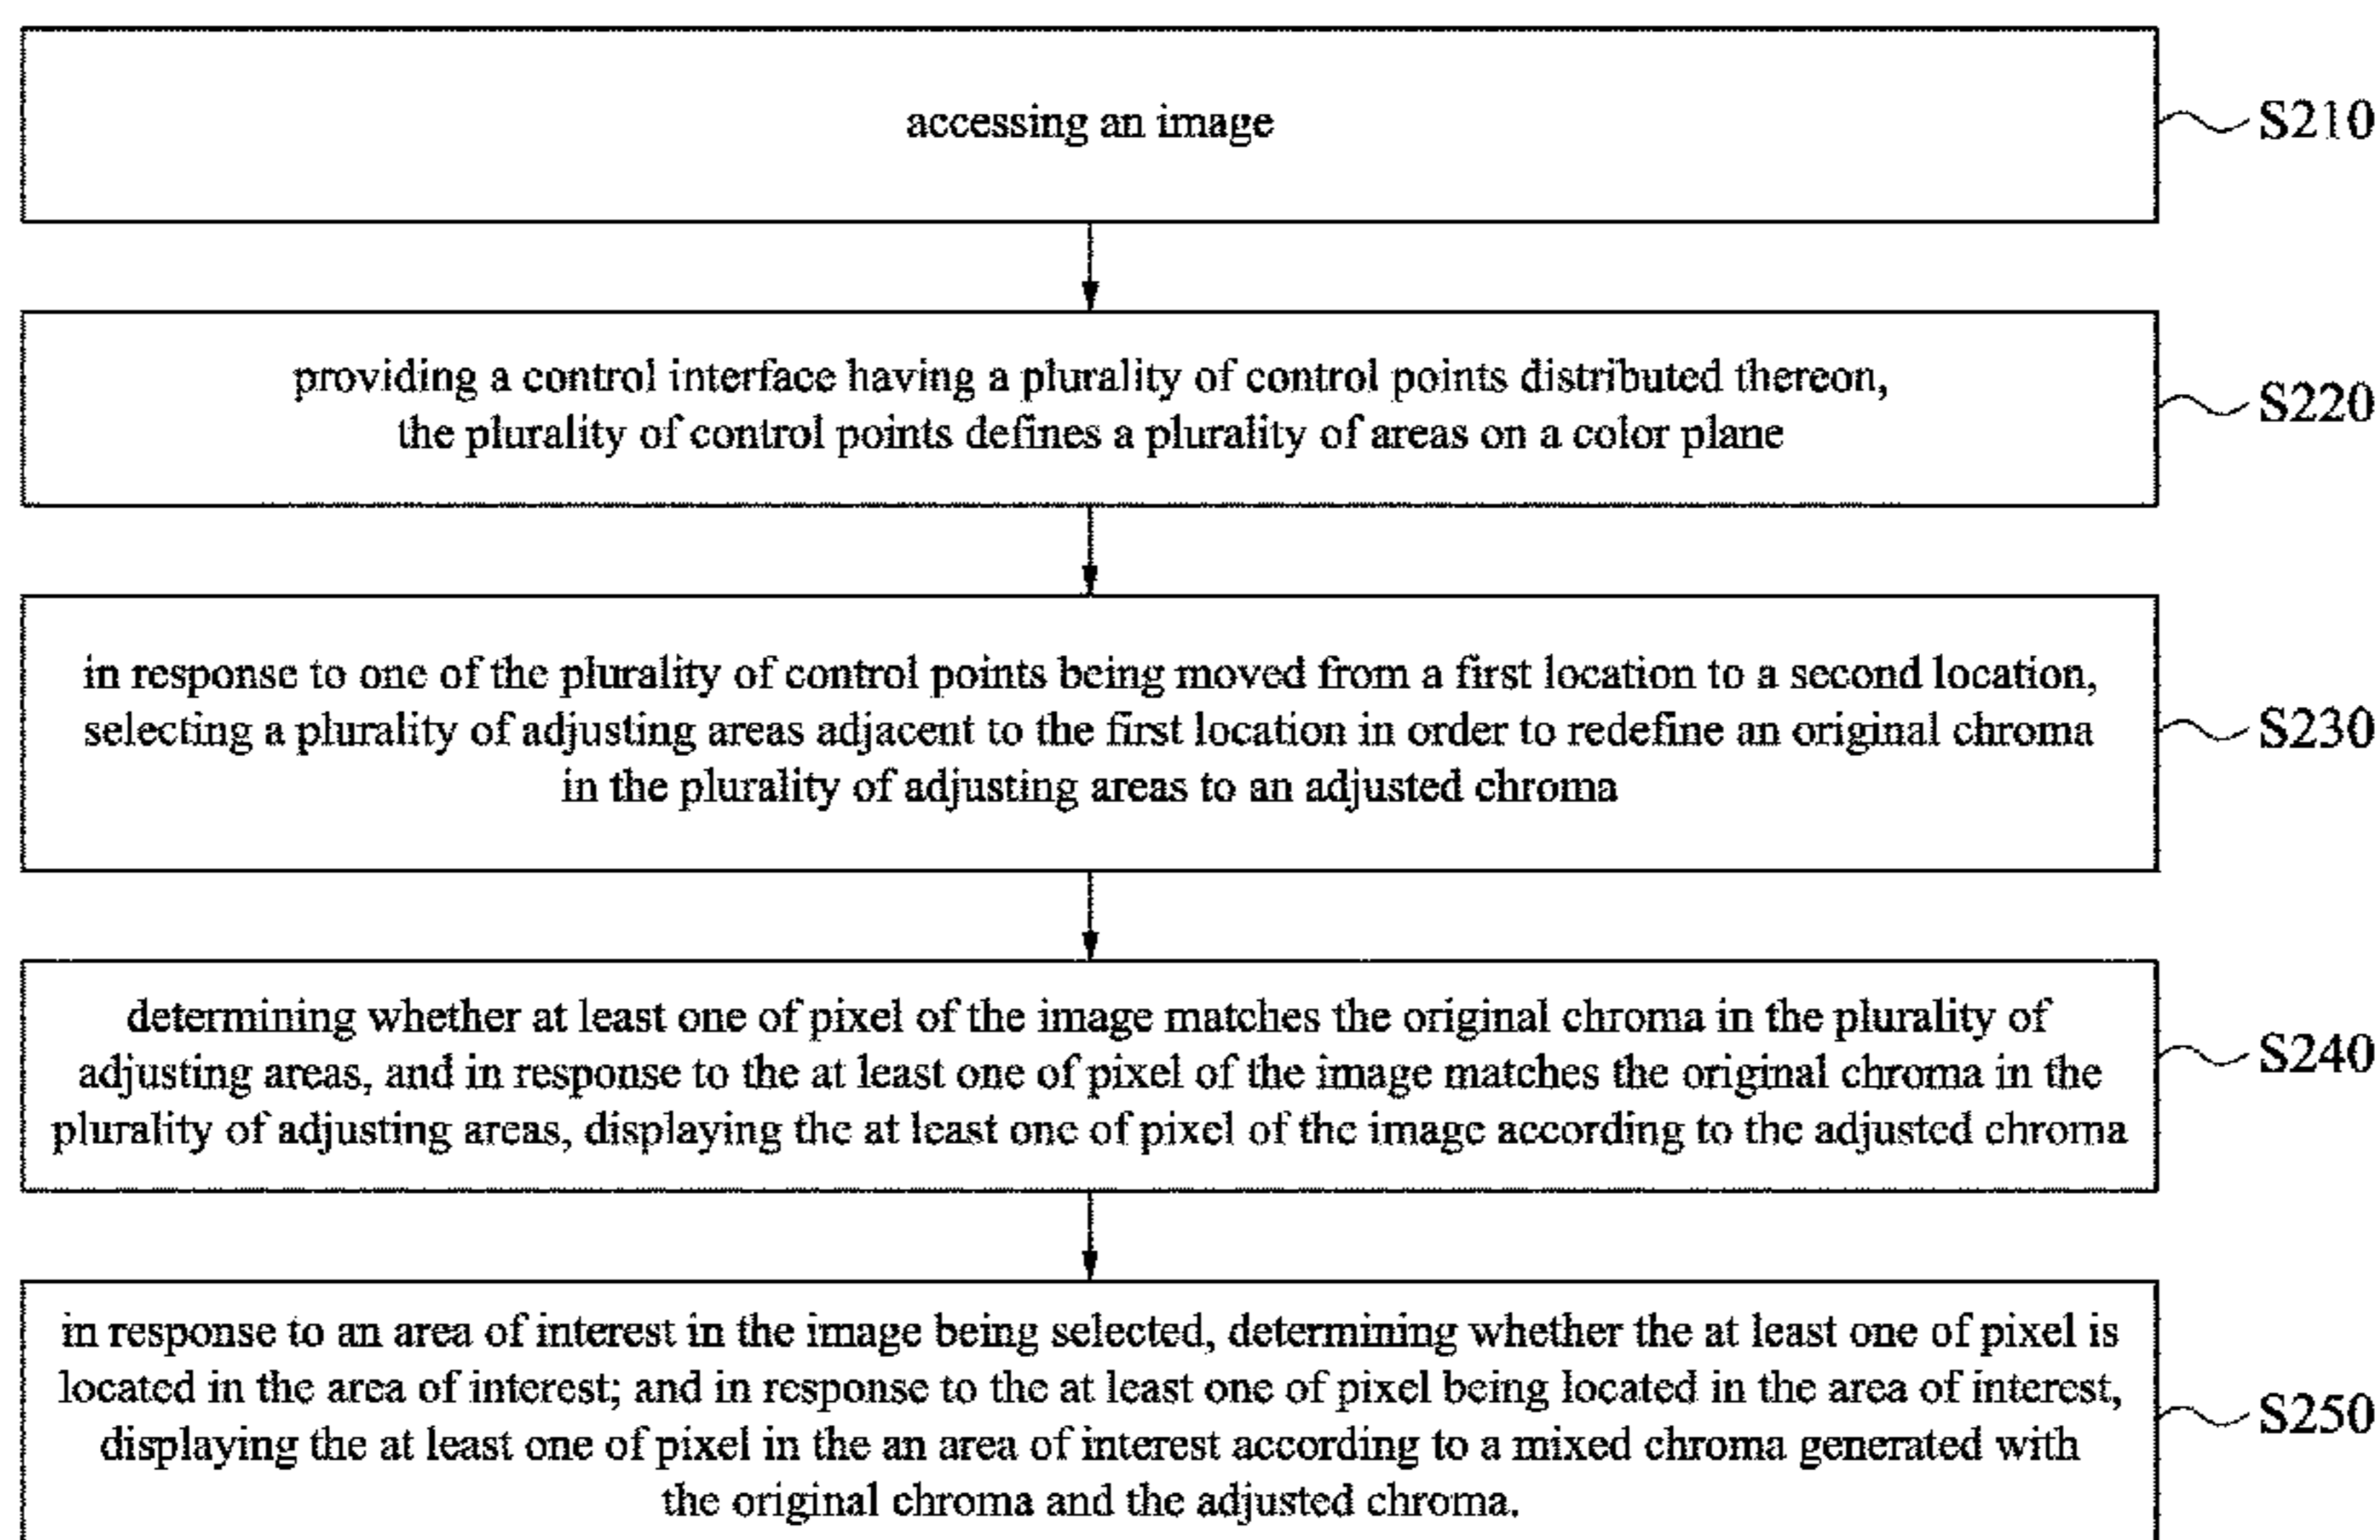 accessing an image
S210
providing a control interface having a plurality of control points distributed thereon,
the plurality of control points defines a plurality of areas on a color plane
S220
in response to one of the plurality of control points being moved from a first location to a second location,
selecting a plurality of adjusting areas adjacent to the first location in order to redefine an original chroma
in the plurality of adjusting areas to an adjusted chroma
S230
determining whether at least one of pixel of the image matches the original chroma in the plurality of
adjusting areas, and in response to the at least one of pixel of the image matches the original chroma in the
plurality of adjusting areas, displaying the at least one of pixel of the image according to the adjusted chroma
S240
in response to an area of interest in the image being selected, determining whether the at least one of pixel is
located in the area of interest; and in response to the at least one of pixel being located in the area of interest,
displaying the at least one of pixel in the an area of interest according to a mixed chroma generated with
the original chroma and the adjusted chroma.
S250